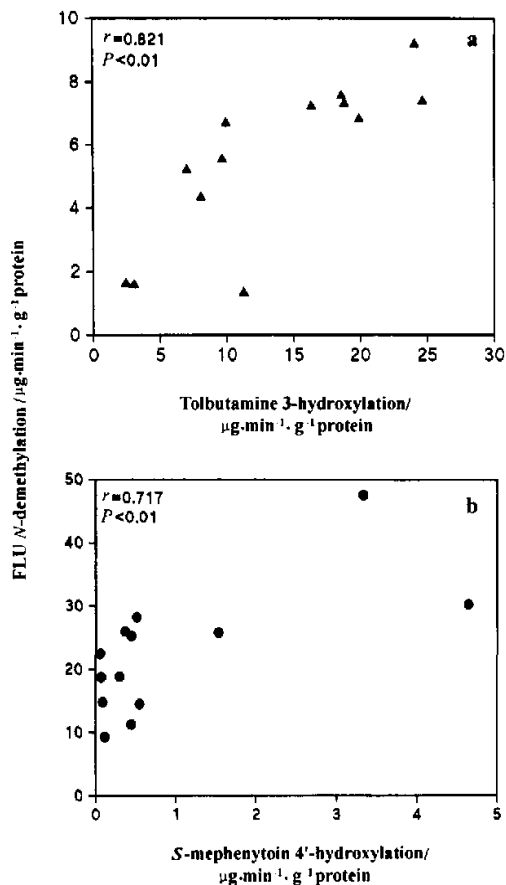 FLU N-demethylation/μg·min⁻¹·g⁻¹protein
10
8
6
4
2
0
r=0.821
P<0.01
a
0 5 10 15 20 25 30
Tolbutamine 3-hydroxylation/
μg·min⁻¹·g⁻¹protein
50
40
30
20
10
0
r=0.717
P<0.01
b
0 1 2 3 4 5
S-mephenytoin 4'-hydroxylation/
μg·min⁻¹·g⁻¹protein